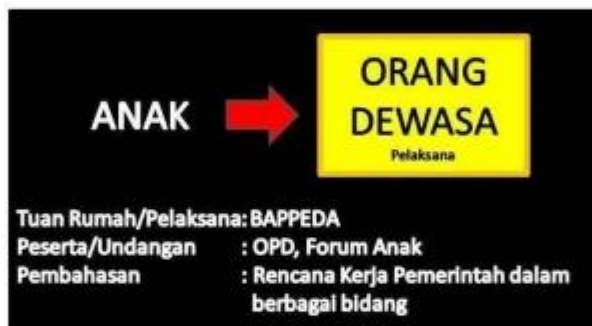 ANAK
ORANG
DEWASA
Pelaksana
Tuan Rumah/Pelaksana: BAPPEDA
Peserta/Undangan : OPD, Forum Anak
Pembahasan : Rencana Kerja Pemerintah dalam
berbagai bidang